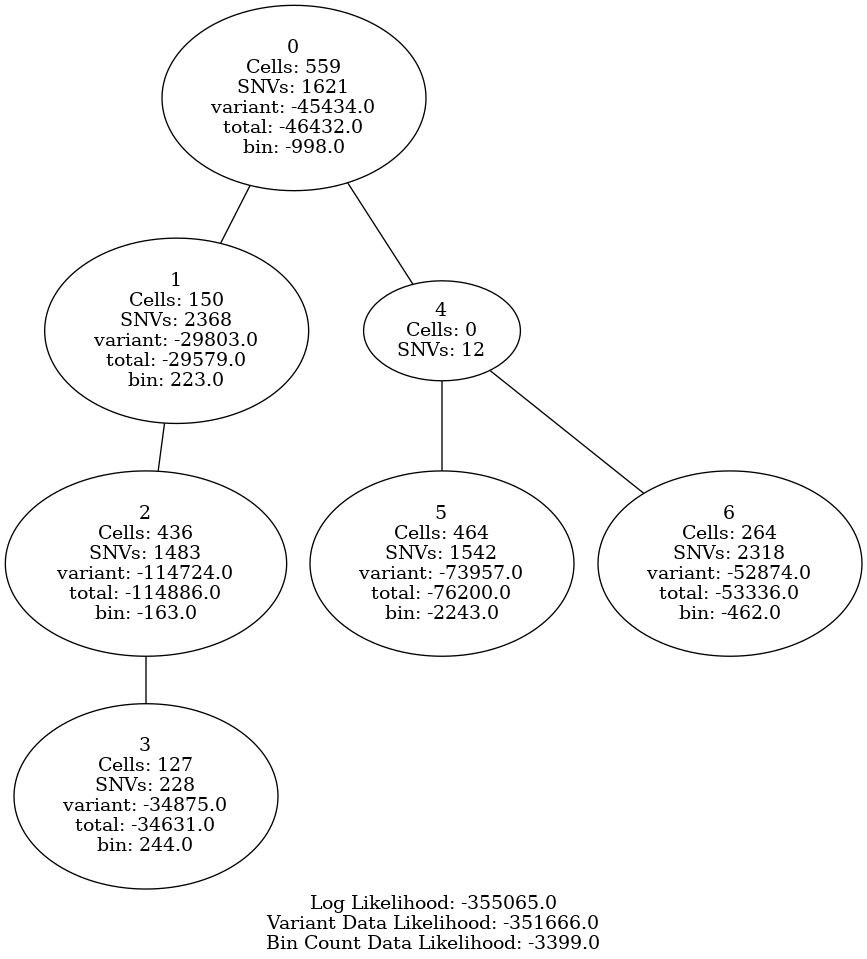 0
Cells: 559
SNVs: 1621
variant: -45434.0
total: -46432.0
bin: -998.0
1
Cells: 150
SNVs: 2368
variant: -29803.0
total: -29579.0
bin: 223.0
4
Cells: 0
SNVs: 12
2
Cells: 436
SNVs: 1483
variant: -114724.0
total: -114886.0
bin: -163.0
5
Cells: 464
SNVs: 1542
variant: -73957.0
total: -76200.0
bin: -2243.0
6
Cells: 264
SNVs: 2318
variant: -52874.0
total: -53336.0
bin: -462.0
3
Cells: 127
SNVs: 228
variant: -34875.0
total: -34631.0
bin: 244.0
Log Likelihood: -355065.0
Variant Data Likelihood: -351666.0
Bin Count Data Likelihood: -3399.0